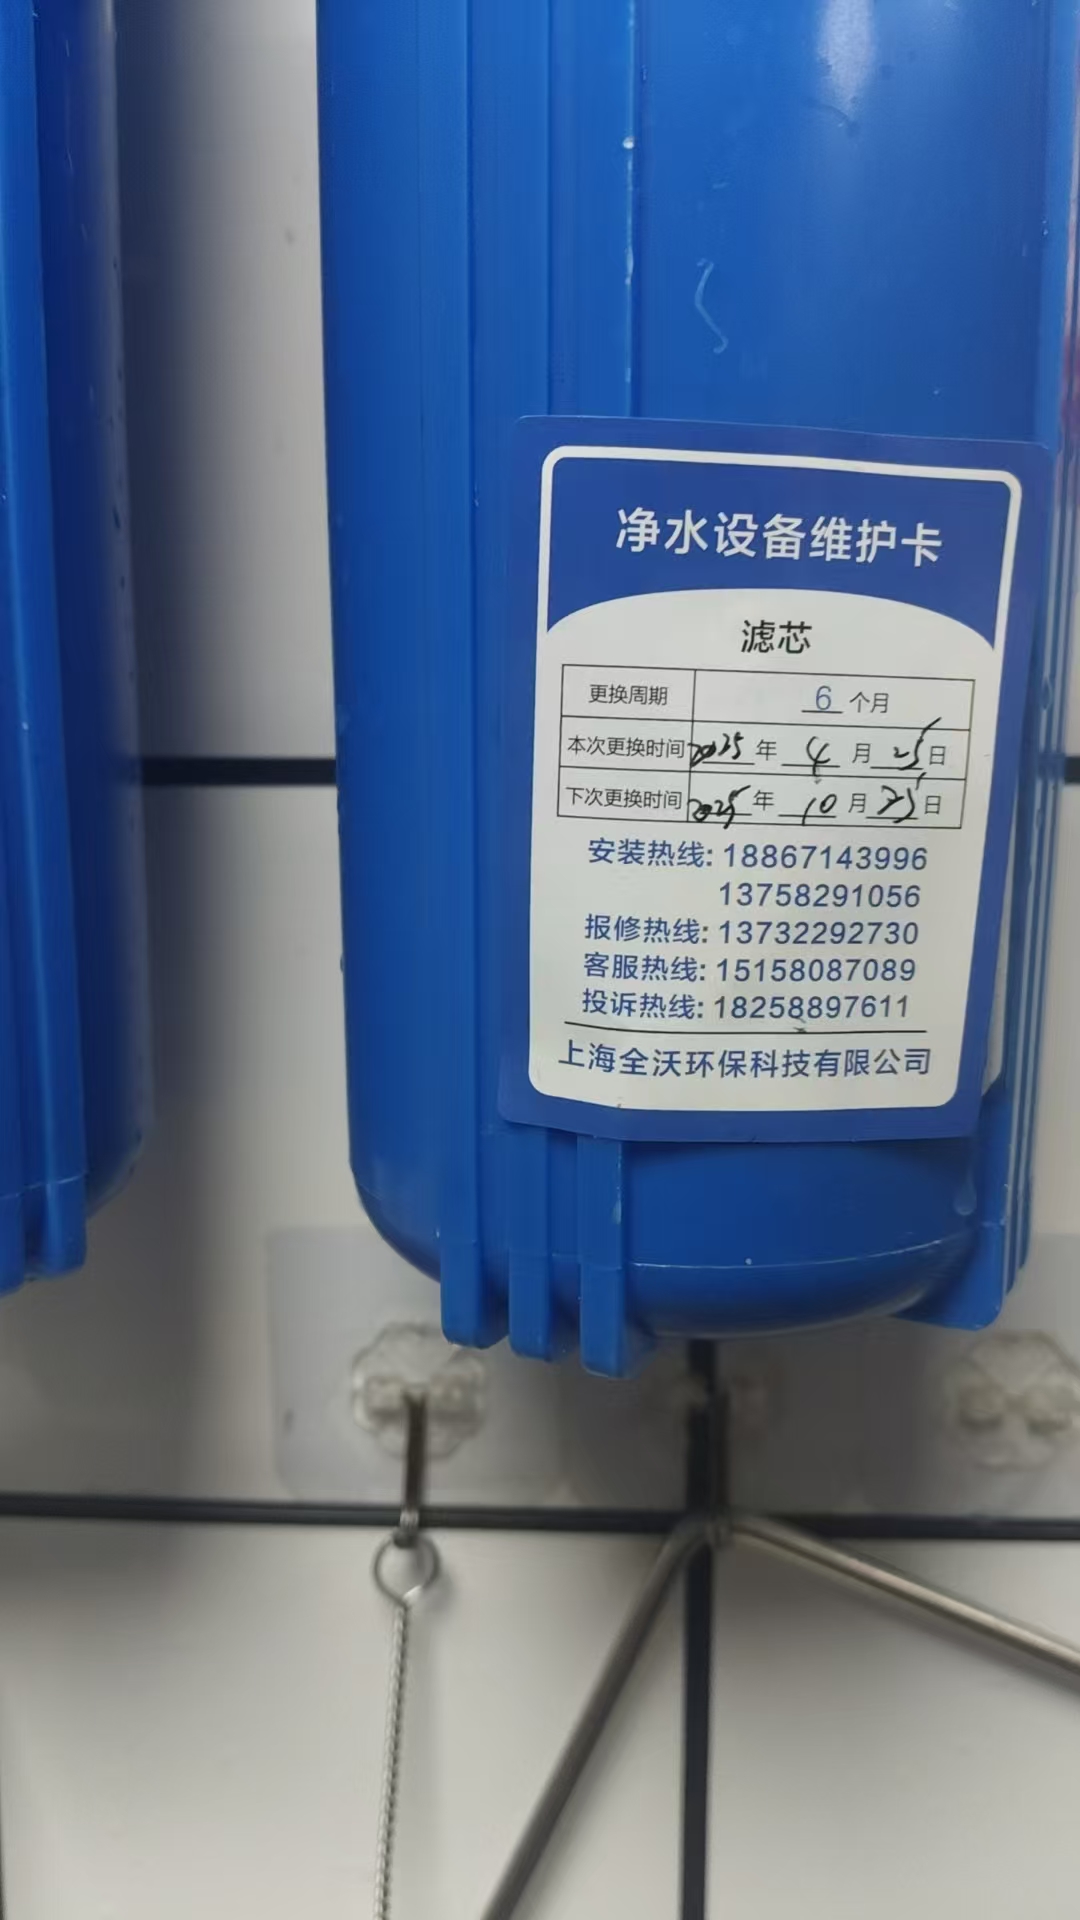 净水设备维护卡
滤芯
更换周期 6 个月
本次更换时间 2025 年 4 月 25 日
下次更换时间 2025 年 10 月 25 日
安装热线: 18867143996
13758291056
报修热线: 13732292730
客服热线: 15158087089
投诉热线: 18258897611
上海全沃环保科技有限公司